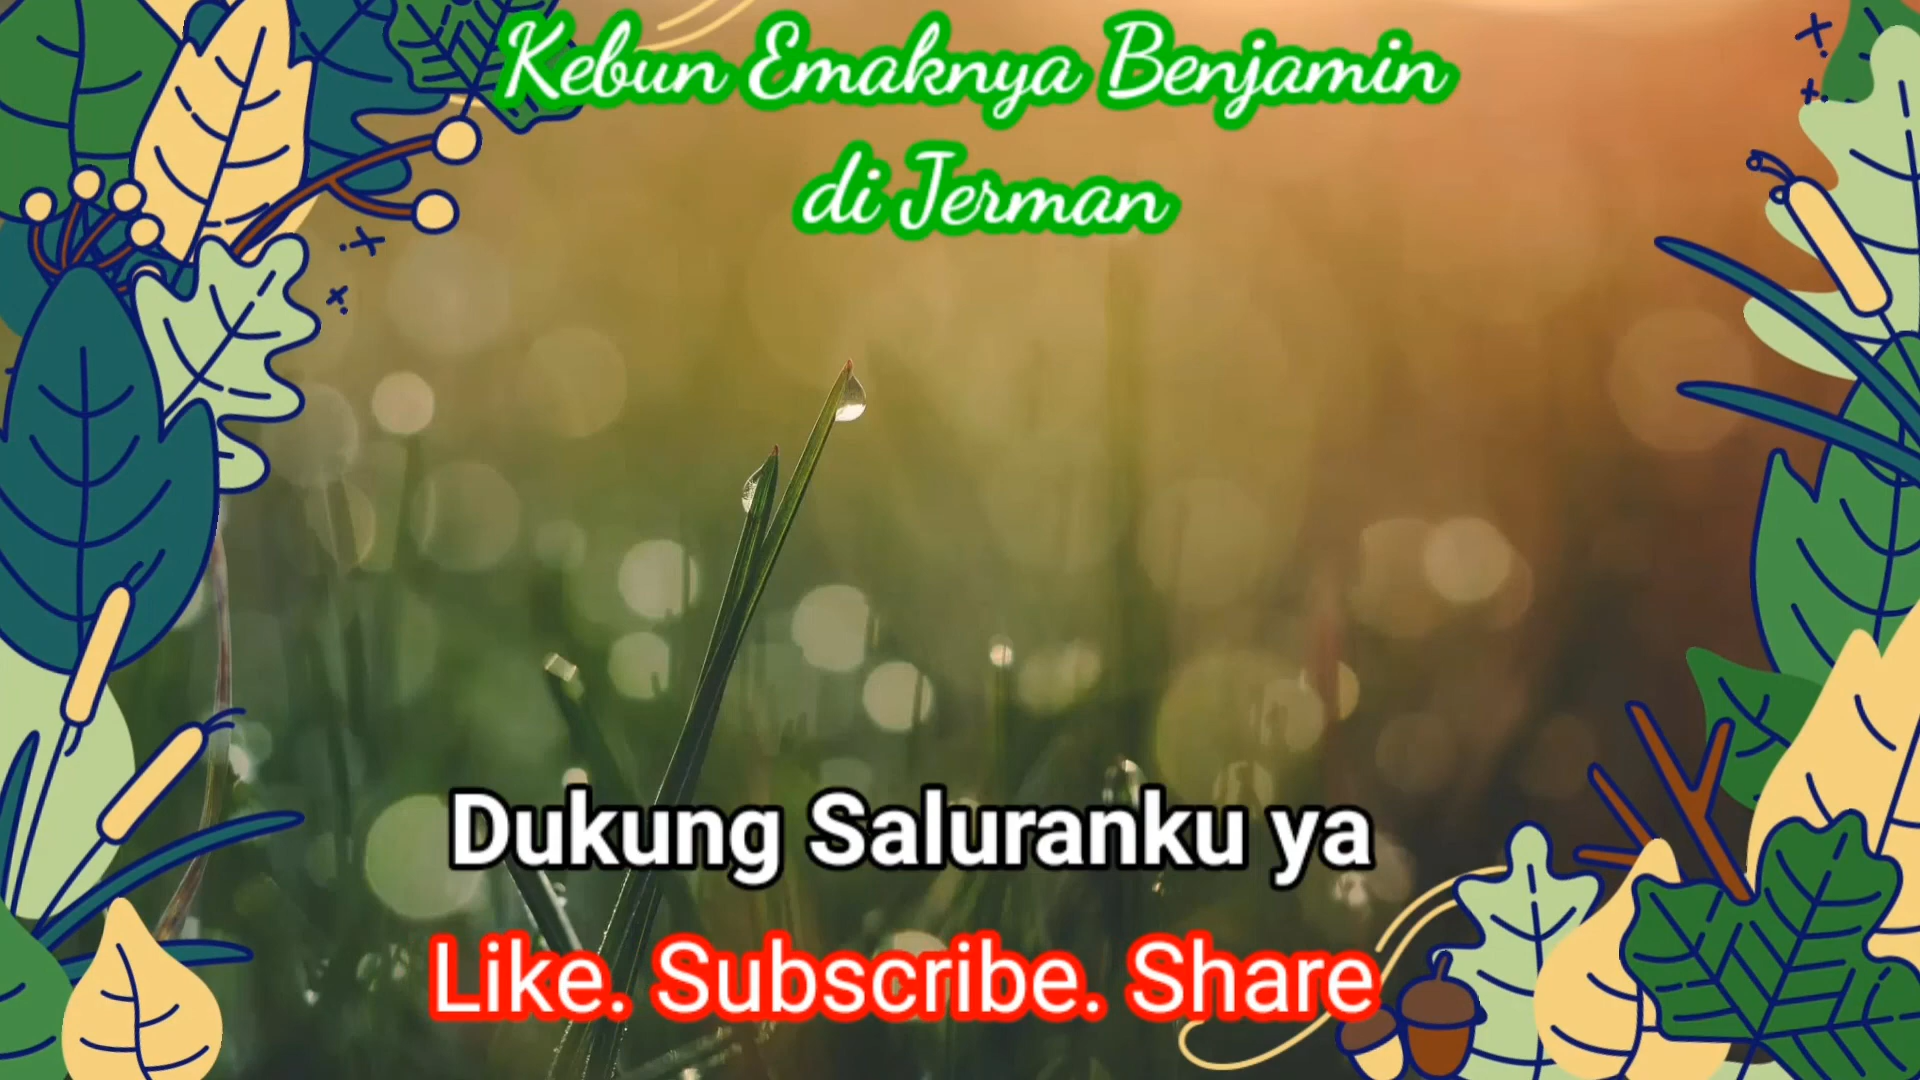 Kebun Emaknya Benjamin
di Jerman
Dukung Saluranku ya
Like. Subscribe. Share